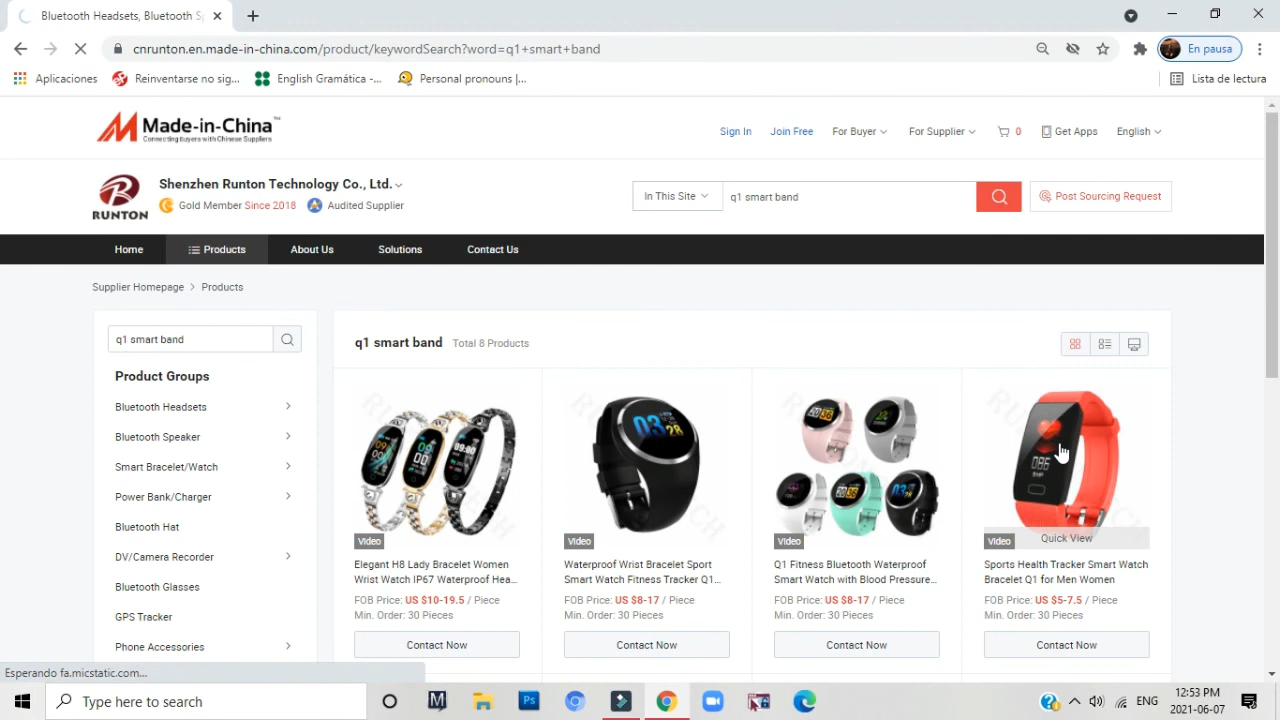 Bluetooth Headsets, Bluetooth Sp
cnrunton.en.made-in-china.com/product/keywordSearch?word=q1+smart+band
En pausa
Aplicaciones
Reinventarse no sig...
English Gramática -...
Personal pronouns |...
Lista de lectura
Made-in-China™
Connecting Buyers with Chinese Suppliers
Sign In
Join Free
For Buyer
For Supplier
0
Get Apps
English
RUNTON
Shenzhen Runton Technology Co., Ltd.
Gold Member Since 2018
Audited Supplier
In This Site
q1 smart band
Post Sourcing Request
Home
Products
About Us
Solutions
Contact Us
Supplier Homepage > Products
q1 smart band
Product Groups
Bluetooth Headsets
Bluetooth Speaker
Smart Bracelet/Watch
Power Bank/Charger
Bluetooth Hat
DV/Camera Recorder
Bluetooth Glasses
GPS Tracker
Phone Accessories
q1 smart band Total 8 Products
Video
Elegant H8 Lady Bracelet Women
Wrist Watch IP67 Waterproof Hea...
FOB Price: US $10-19.5 / Piece
Min. Order: 30 Pieces
Contact Now
Video
Waterproof Wrist Bracelet Sport
Smart Watch Fitness Tracker Q1...
FOB Price: US $8-17 / Piece
Min. Order: 30 Pieces
Contact Now
Video
Q1 Fitness Bluetooth Waterproof
Smart Watch with Blood Pressure...
FOB Price: US $8-17 / Piece
Min. Order: 30 Pieces
Contact Now
086
Quick View
Video
Sports Health Tracker Smart Watch
Bracelet Q1 for Men Women
FOB Price: US $5-7.5 / Piece
Min. Order: 30 Pieces
Contact Now
Esperando fa.micstatic.com...
Type here to search
Ps
ENG
12:53 PM
2021-06-07